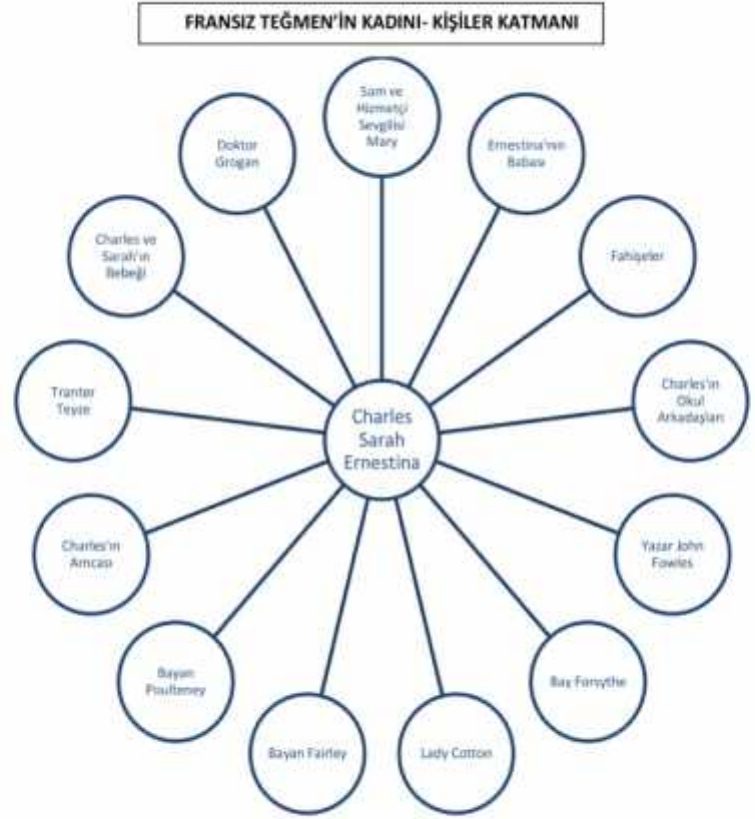 FRANSIZ TEĞMEN'İN KADINI- KİŞİLER KATMANI
Sam ve
Hizmetçi
Sevgilisi
Mary
Ernestina'nın
Babası
Fahişeler
Charles'ın
Okul
Arkadaşları
Yazar John
Fowles
Bay Forsythe
Lady Cotton
Bayan Fairley
Bayan
Poulteney
Charles'ın
Amcası
Tranter
Teyze
Charles ve
Sarah'ın
Bebeği
Doktor
Grogan
Charles
Sarah
Ernestina